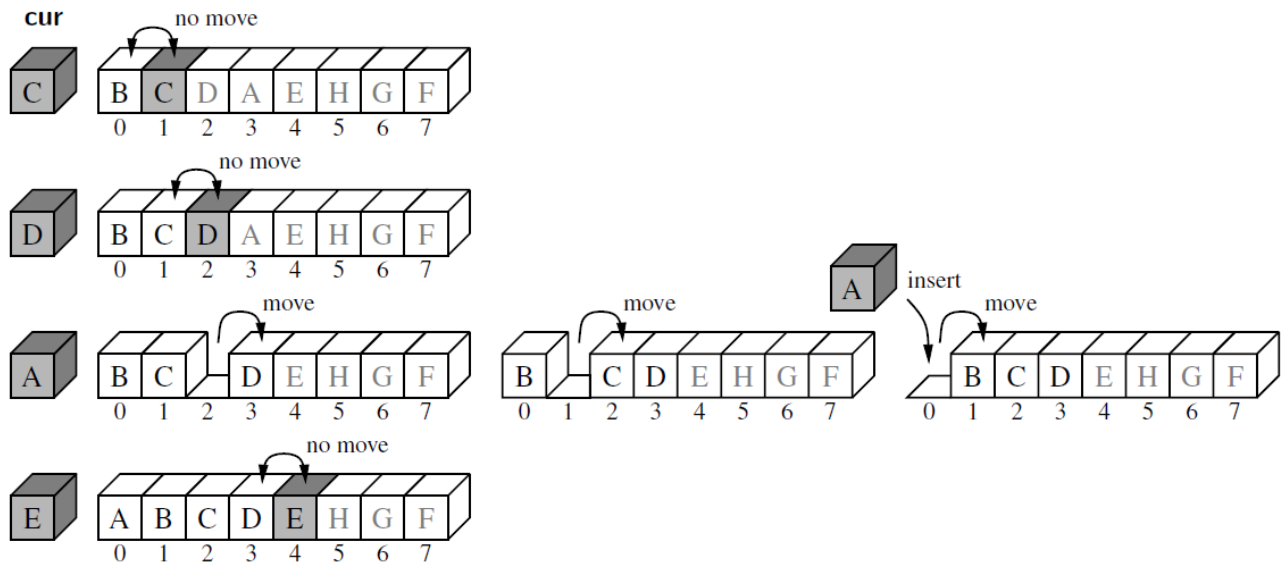 cur
no move
C B C D A E H G F
0 1 2 3 4 5 6 7
no move
D B C D A E H G F
0 1 2 3 4 5 6 7
A insert
move move move
A B C D E H G F B C D E H G F B C D E H G F
0 1 2 3 4 5 6 7 0 1 2 3 4 5 6 7 0 1 2 3 4 5 6 7
no move
E A B C D E H G F
0 1 2 3 4 5 6 7